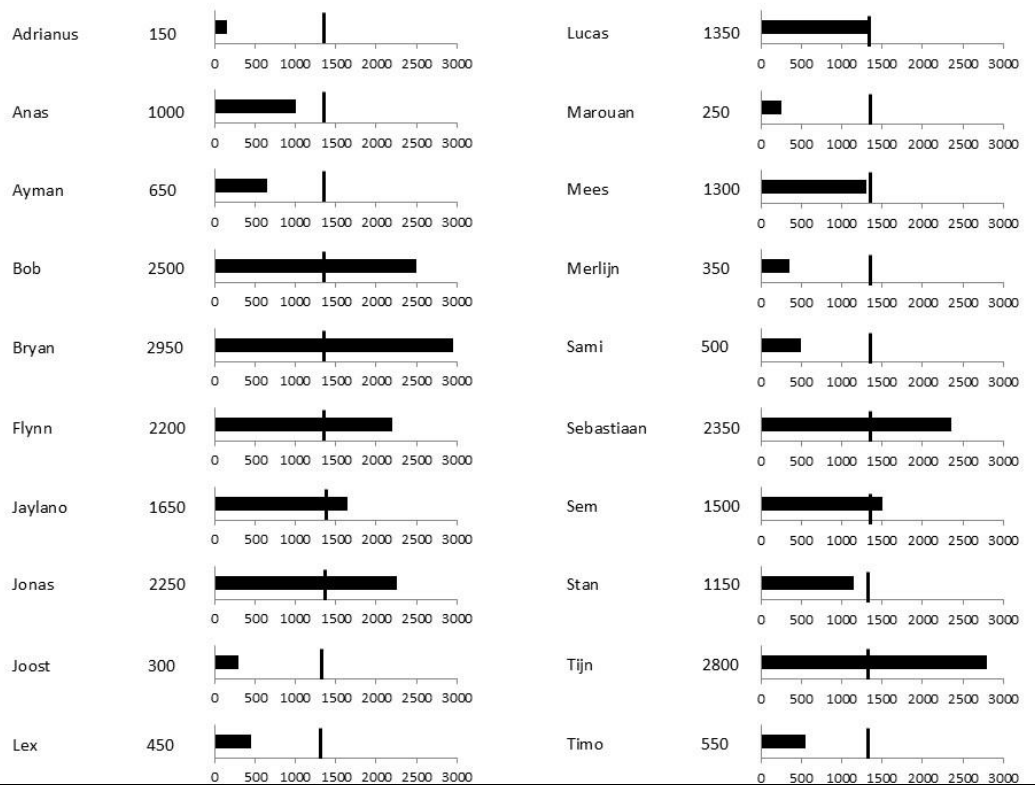 Adrianus 150
0 500 1000 1500 2000 2500 3000
Anas 1000
0 500 1000 1500 2000 2500 3000
Ayman 650
0 500 1000 1500 2000 2500 3000
Bob 2500
0 500 1000 1500 2000 2500 3000
Bryan 2950
0 500 1000 1500 2000 2500 3000
Flynn 2200
0 500 1000 1500 2000 2500 3000
Jaylano 1650
0 500 1000 1500 2000 2500 3000
Jonas 2250
0 500 1000 1500 2000 2500 3000
Joost 300
0 500 1000 1500 2000 2500 3000
Lex 450
0 500 1000 1500 2000 2500 3000
Lucas 1350
0 500 1000 1500 2000 2500 3000
Marouan 250
0 500 1000 1500 2000 2500 3000
Mees 1300
0 500 1000 1500 2000 2500 3000
Merlijn 350
0 500 1000 1500 2000 2500 3000
Sami 500
0 500 1000 1500 2000 2500 3000
Sebastiaan 2350
0 500 1000 1500 2000 2500 3000
Sem 1500
0 500 1000 1500 2000 2500 3000
Stan 1150
0 500 1000 1500 2000 2500 3000
Tijn 2800
0 500 1000 1500 2000 2500 3000
Timo 550
0 500 1000 1500 2000 2500 3000